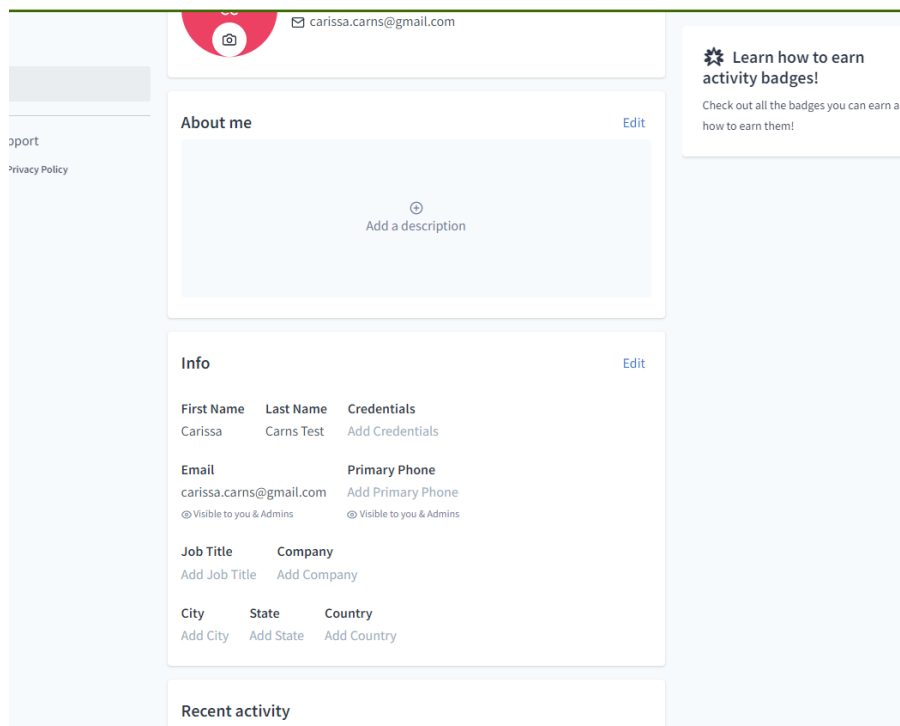 carissa.carns@gmail.com
Learn how to earn
activity badges!
Check out all the badges you can earn a
how to earn them!
pport
Privacy Policy
About me
Edit
Add a description
Info
Edit
First Name Last Name Credentials
Carissa Carns Test Add Credentials
Email Primary Phone
carissa.carns@gmail.com Add Primary Phone
Visible to you & Admins Visible to you & Admins
Job Title Company
Add Job Title Add Company
City State Country
Add City Add State Add Country
Recent activity